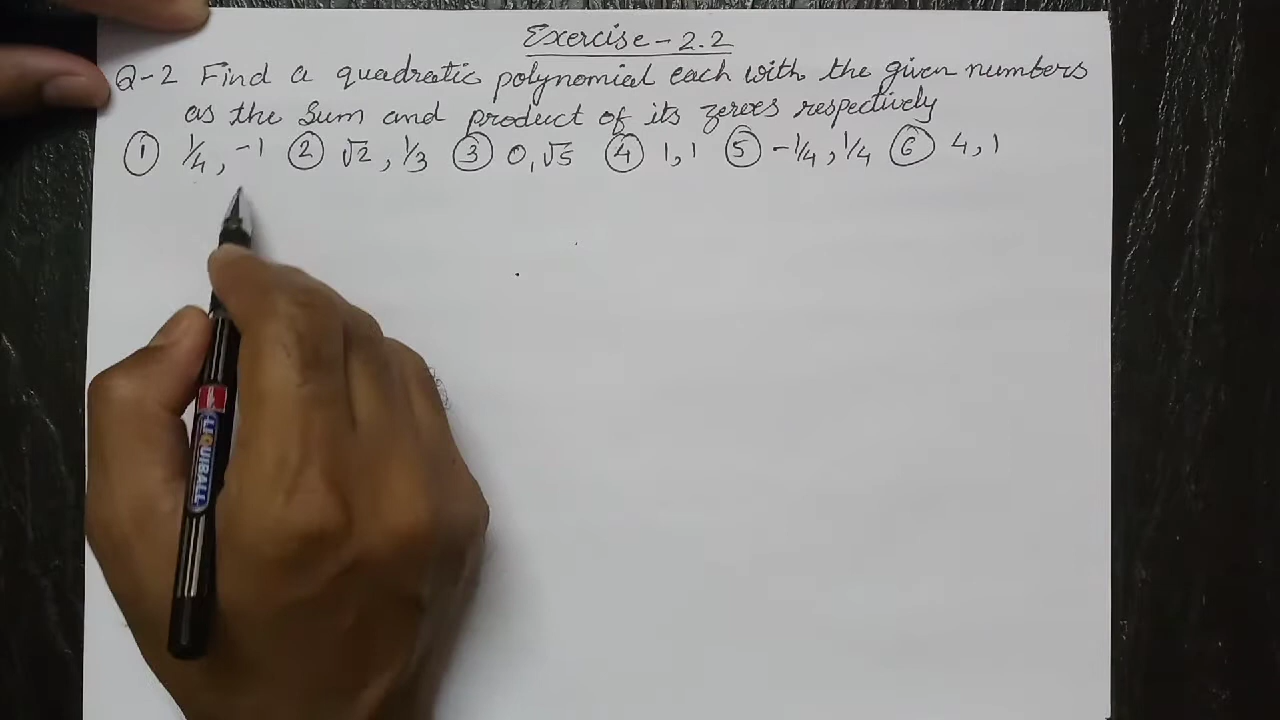 Exercise - 2.2
Q-2 Find a quadratic polynomial each with the given numbers
as the sum and product of its zeroes respectively
① 1/4, -1 ② √2, 1/3 ③ 0, √5 ④ 1, 1 ⑤ -1/4, 1/4 ⑥ 4, 1
LIQUIBALL